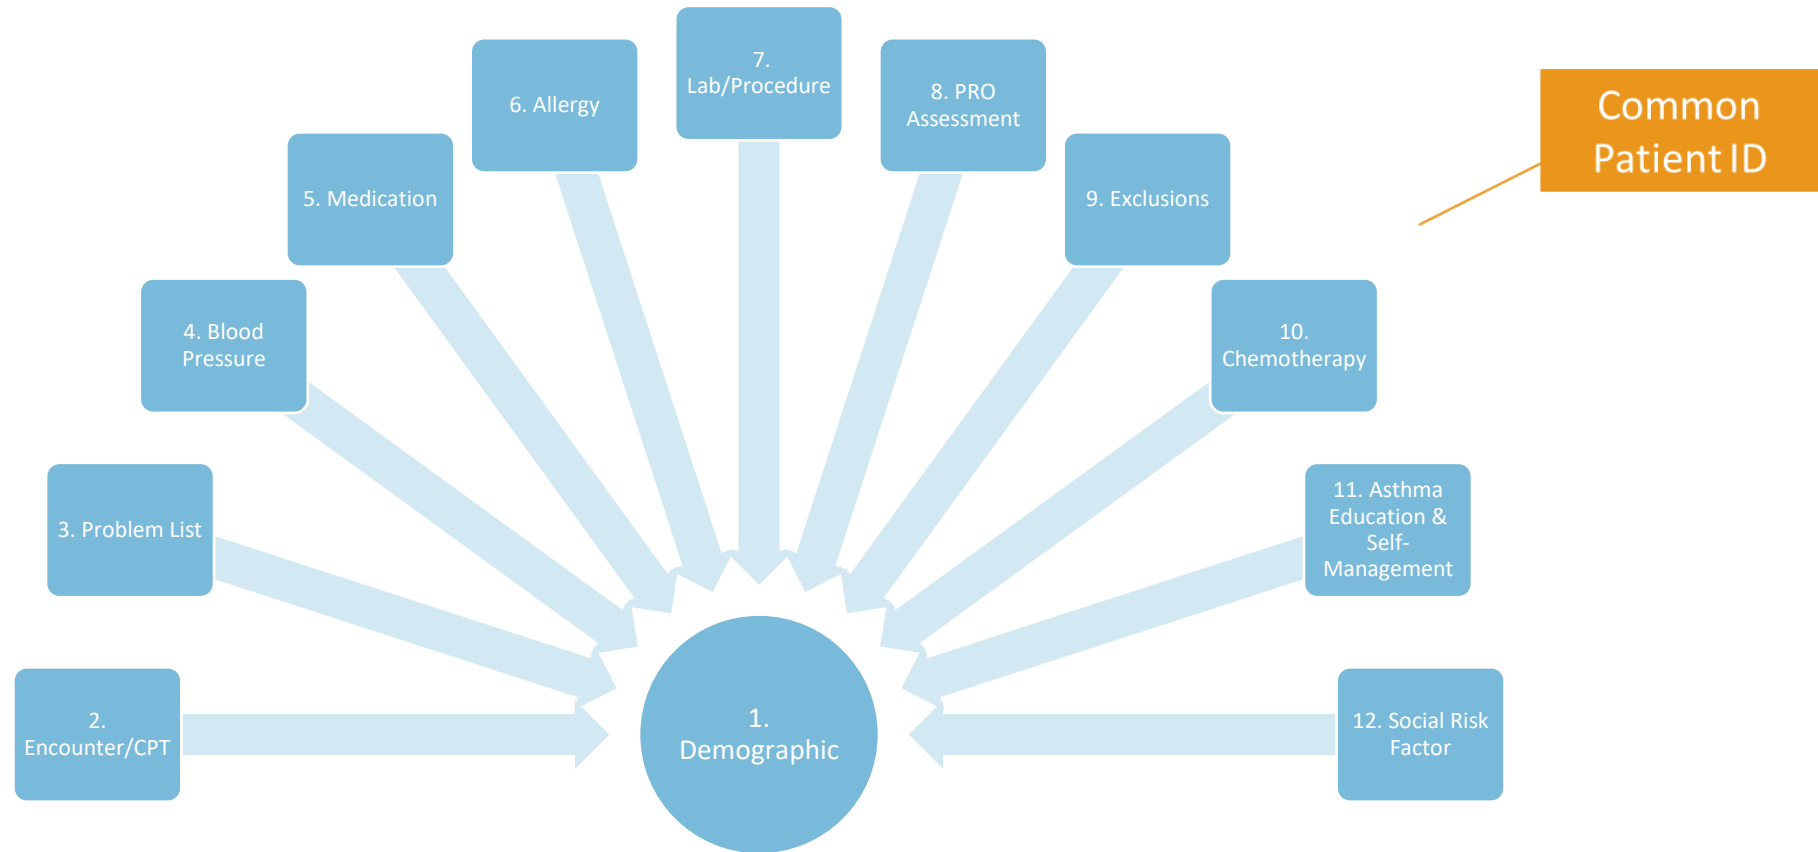 7.
Lab/Procedure
6. Allergy
8. PRO
Assessment
Common
Patient ID
5. Medication
9. Exclusions
4. Blood
Pressure
10.
Chemotherapy
3. Problem List
11. Asthma
Education &
Self-
Management
2.
Encounter/CPT
1.
Demographic
12. Social Risk
Factor